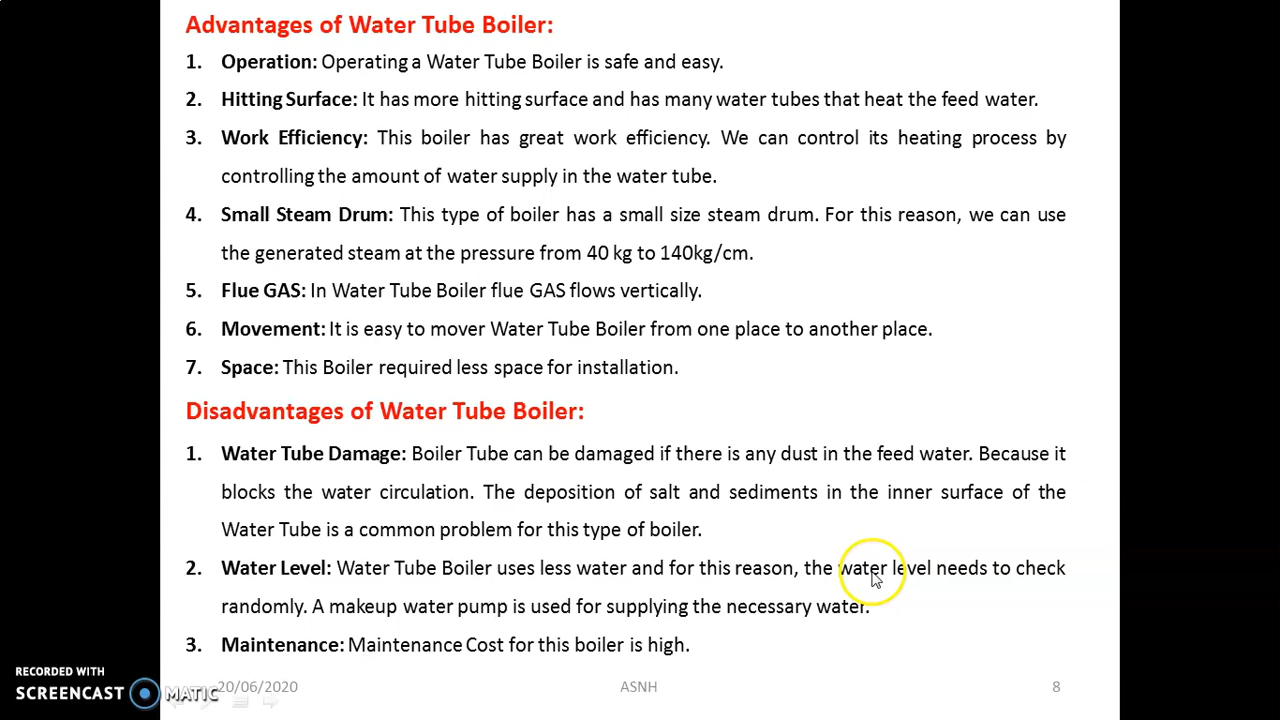 Advantages of Water Tube Boiler:
1. Operation: Operating a Water Tube Boiler is safe and easy.
2. Hitting Surface: It has more hitting surface and has many water tubes that heat the feed water.
3. Work Efficiency: This boiler has great work efficiency. We can control its heating process by
controlling the amount of water supply in the water tube.
4. Small Steam Drum: This type of boiler has a small size steam drum. For this reason, we can use
the generated steam at the pressure from 40 kg to 140kg/cm.
5. Flue GAS: In Water Tube Boiler flue GAS flows vertically.
6. Movement: It is easy to mover Water Tube Boiler from one place to another place.
7. Space: This Boiler required less space for installation.
Disadvantages of Water Tube Boiler:
1. Water Tube Damage: Boiler Tube can be damaged if there is any dust in the feed water. Because it
blocks the water circulation. The deposition of salt and sediments in the inner surface of the
Water Tube is a common problem for this type of boiler.
2. Water Level: Water Tube Boiler uses less water and for this reason, the water level needs to check
randomly. A makeup water pump is used for supplying the necessary water.
3. Maintenance: Maintenance Cost for this boiler is high.
RECORDED WITH
SCREENCAST MATIC
20/06/2020 ASNH 8